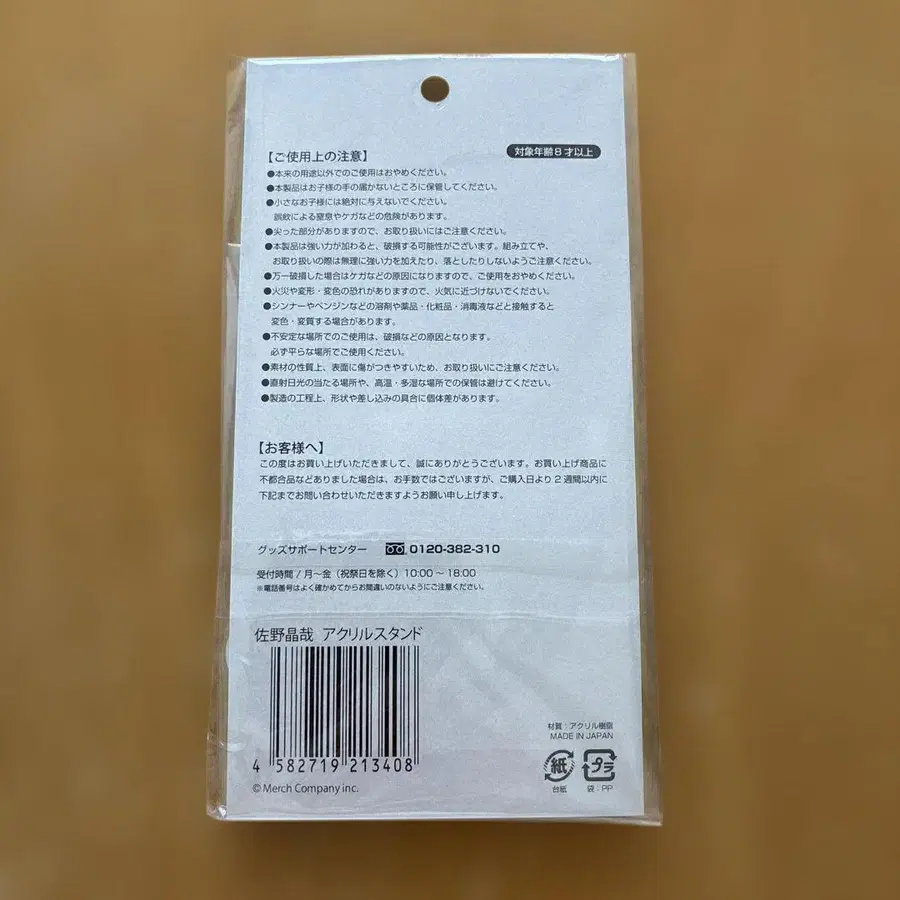 【ご使用上の注意】 対象年齢8才以上
●本来の用途以外でのご使用はおやめください。
●本製品はお子様の手の届かないところに保管してください。
●小さなお子様には絶対に与えないでください。
誤飲による窒息やケガなどの危険があります。
●尖った部分がありますので、お取り扱いにはご注意ください。
●本製品は強い力が加わると、破損する可能性がございます。組み立てや、
お取り扱いの際は無理に強い力を加えたり、落としたりしないようご注意ください。
●万一破損した場合はケガなどの原因になりますので、ご使用をおやめください。
●火災や変形・変色の恐れがありますので、火気に近づけないでください。
●シンナーやベンジンなどの溶剤や薬品・化粧品・消毒液などと接触すると
変色・変質する場合があります。
●不安定な場所でのご使用は、破損などの原因となります。
必ず平らな場所でご使用ください。
●素材の性質上、表面に傷がつきやすいため、お取り扱いにご注意ください。
●直射日光の当たる場所や、高温・多湿な場所での保管は避けてください。
●製造の工程上、形状や差し込みの具合に個体差があります。
【お客様へ】
この度はお買い上げいただきまして、誠にありがとうございます。お買い上げ商品に
不都合品などありました場合は、お手数ではございますが、ご購入日より2週間以内に
下記までお問い合わせいただきますようお願い申し上げます。
グッズサポートセンター 0120-382-310
受付時間/月〜金(祝祭日を除く)10:00〜18:00
※電話番号はよく確かめてからお間違いのないようにご注意ください。
佐野晶哉 アクリルスタンド
4 582719 213408
© Merch Company inc.
材質:アクリル樹脂
MADE IN JAPAN
紙 プラ
台紙 袋:PP